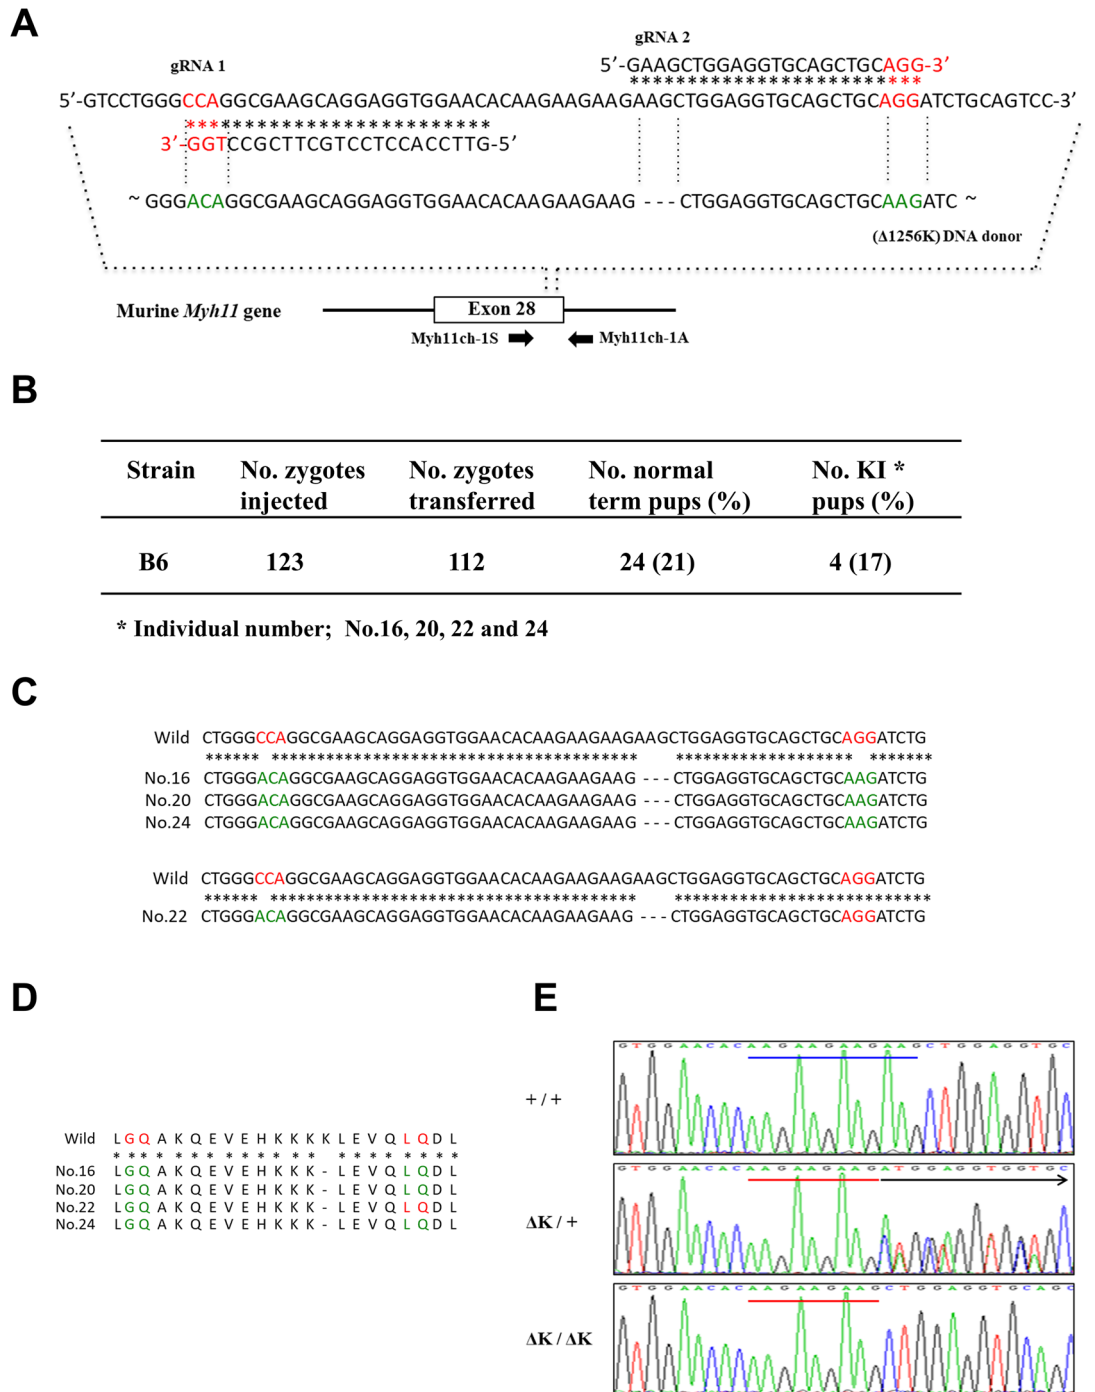 A
gRNA 2
gRNA 1
5’-GAAGCTGGAGGTGCAGCTGCAGG-3’
***********************
5’-GTCCTGGGCCAGGCGAAGCAGGAGGTGGAACACAAGAAGAAGAAGCTGGAGGTGCAGCTGCAGGATCTGCAGTCC-3’
***********************
3’-GGTCCGCTTCGTCCTCCACCTTG-5’
~ GGGACAGGCGAAGCAGGAGGTGGAACACAAGAAGAAG - - - CTGGAGGTGCAGCTGCAAGATC ~
(Δ1256K) DNA donor
Murine Myh11 gene
Exon 28
Myh11ch-1S
Myh11ch-1A
B
Strain No. zygotes injected No. zygotes transferred No. normal term pups (%) No. KI * pups (%)
B6 123 112 24 (21) 4 (17)
* Individual number; No.16, 20, 22 and 24
C
Wild CTGGGCCAGGCGAAGCAGGAGGTGGAACACAAGAAGAAGAAGCTGGAGGTGCAGCTGCAGGATCTG
No.16 CTGGGACAGGCGAAGCAGGAGGTGGAACACAAGAAGAAG - - - CTGGAGGTGCAGCTGCAAGATCTG
No.20 CTGGGACAGGCGAAGCAGGAGGTGGAACACAAGAAGAAG - - - CTGGAGGTGCAGCTGCAAGATCTG
No.24 CTGGGACAGGCGAAGCAGGAGGTGGAACACAAGAAGAAG - - - CTGGAGGTGCAGCTGCAAGATCTG
Wild CTGGGCCAGGCGAAGCAGGAGGTGGAACACAAGAAGAAGAAGCTGGAGGTGCAGCTGCAGGATCTG
No.22 CTGGGACAGGCGAAGCAGGAGGTGGAACACAAGAAGAAG - - - CTGGAGGTGCAGCTGCAGGATCTG
D
Wild L G Q A K Q E V E H K K K K L E V Q L Q D L
* * * * * * * * * * * * * * * * * * * * *
No.16 L G Q A K Q E V E H K K K - L E V Q L Q D L
No.20 L G Q A K Q E V E H K K K - L E V Q L Q D L
No.22 L G Q A K Q E V E H K K K - L E V Q L Q D L
No.24 L G Q A K Q E V E H K K K - L E V Q L Q D L
E
G T G G A A C A C A A G A A G A A G A A G C T G G A G G T G C
+ / +
G T G G A A C A C A A G A A G A A G A T G G A G G T G G T G C
ΔK / +
G T G G A A C A C A A G A A G A A G C T G G A G G T G C A G C
ΔK / ΔK